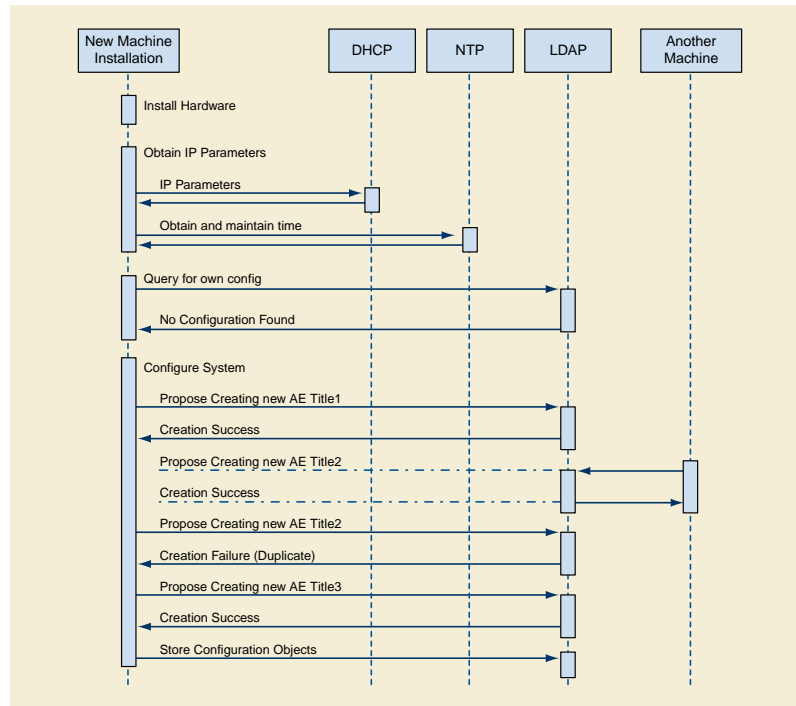 New Machine
Installation
DHCP
NTP
LDAP
Another
Machine
Install Hardware
Obtain IP Parameters
IP Parameters
Obtain and maintain time
Query for own config
No Configuration Found
Configure System
Propose Creating new AE Title1
Creation Success
Propose Creating new AE Title2
Creation Success
Propose Creating new AE Title2
Creation Failure (Duplicate)
Propose Creating new AE Title3
Creation Success
Store Configuration Objects